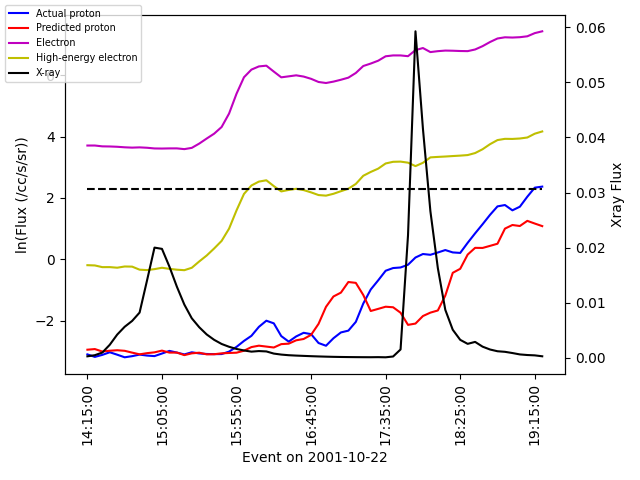 Actual proton
Predicted proton
Electron
High-energy electron
X-ray
6
4
2
0
−2
ln(Flux (/cc/s/sr))
0.06
0.05
0.04
0.03
0.02
0.01
0.00
Xray Flux
14:15:00
15:05:00
15:55:00
16:45:00
17:35:00
18:25:00
19:15:00
Event on 2001-10-22